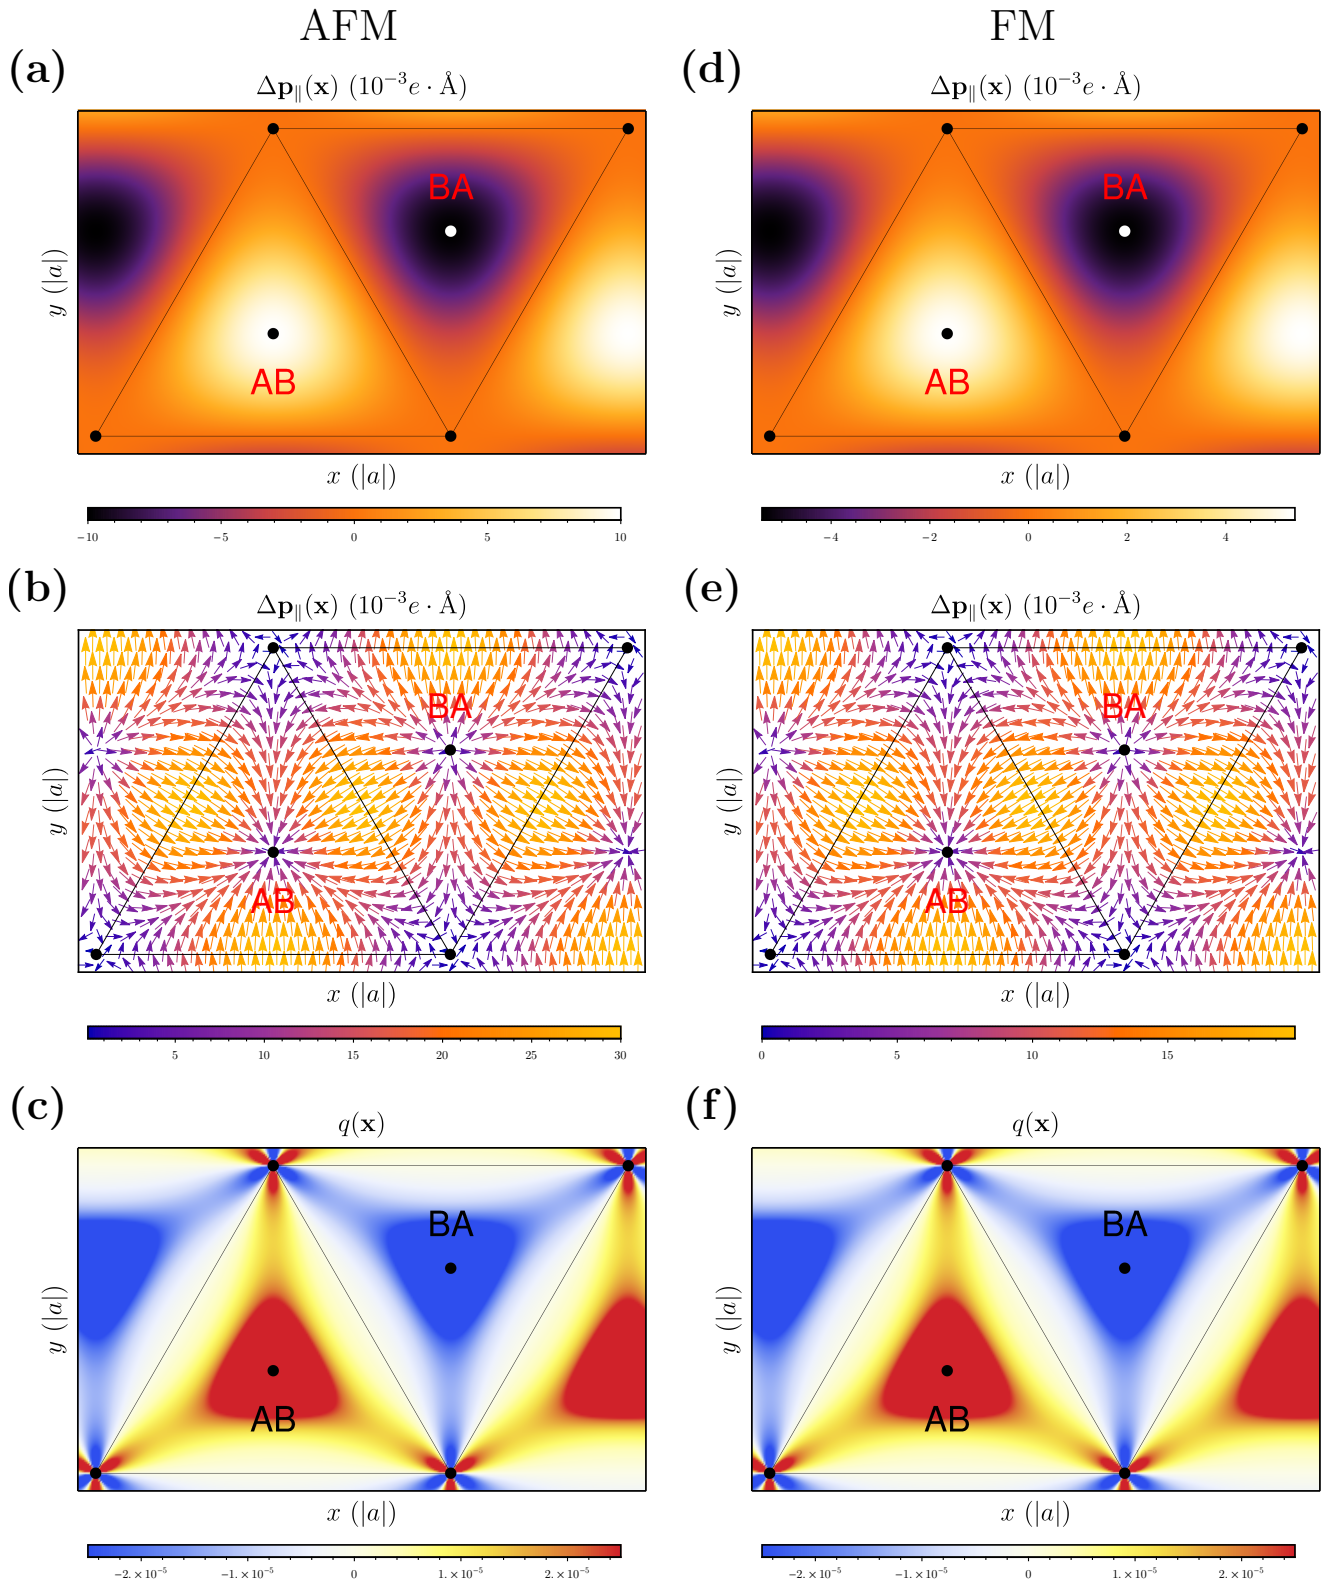 AFM
FM
(a)
Δp∥(x) (10⁻³e · Å)
BA
AB
y (|a|)
x (|a|)
−10 −5 0 5 10
(d)
Δp∥(x) (10⁻³e · Å)
BA
AB
y (|a|)
x (|a|)
−4 −2 0 2 4
(b)
Δp∥(x) (10⁻³e · Å)
BA
AB
y (|a|)
x (|a|)
5 10 15 20 25 30
(e)
Δp∥(x) (10⁻³e · Å)
BA
AB
y (|a|)
x (|a|)
0 5 10 15
(c)
q(x)
BA
AB
y (|a|)
x (|a|)
−2.×10⁻⁵ −1.×10⁻⁵ 0 1.×10⁻⁵ 2.×10⁻⁵
(f)
q(x)
BA
AB
y (|a|)
x (|a|)
−2.×10⁻⁵ −1.×10⁻⁵ 0 1.×10⁻⁵ 2.×10⁻⁵